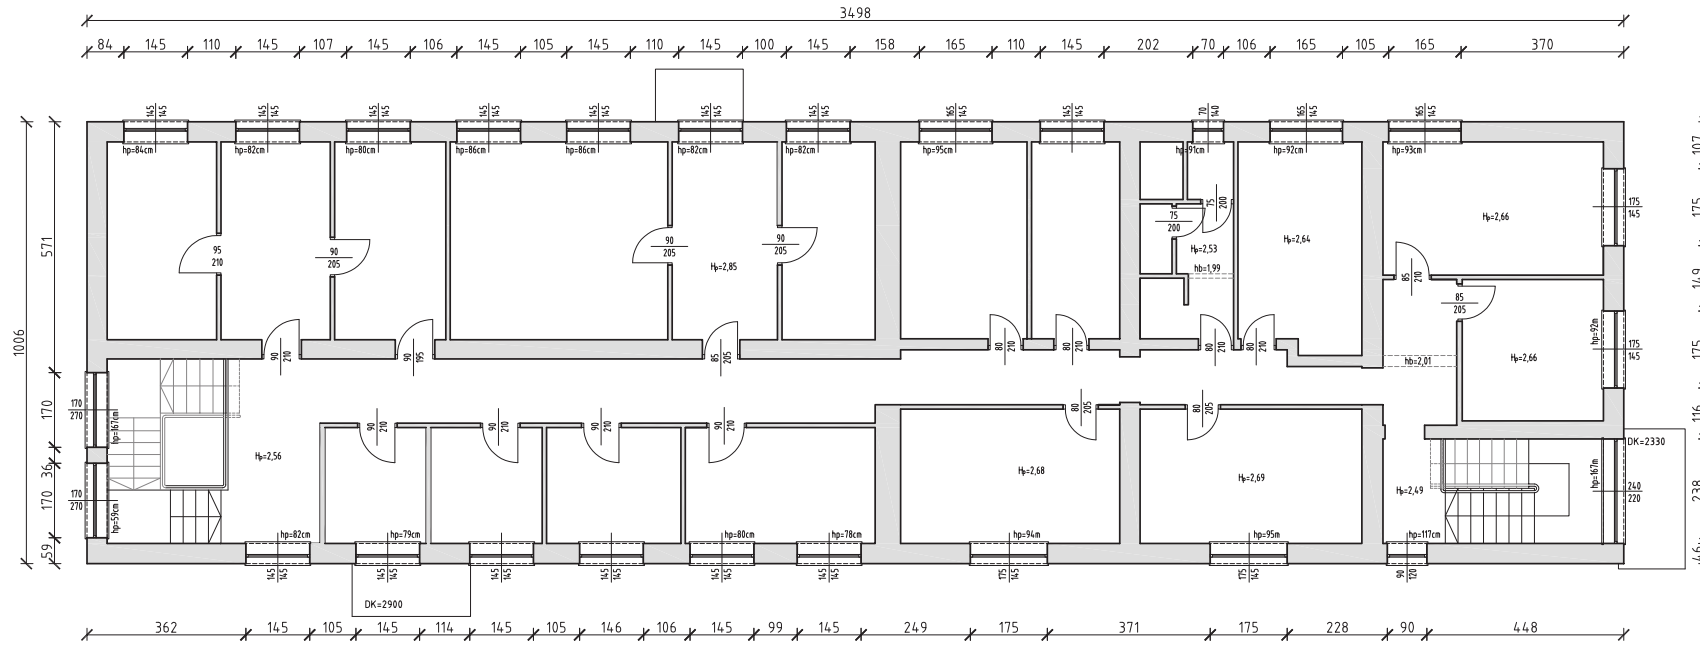 3498
84 145 110 145 107 145 106 145 105 145 110 145 100 145 158 165 110 145 202 70 106 165 105 165 370
145 145 145 145 145 145 145 165 145 70 165 165
145 145 145 145 145 145 145 145 145 140 145 145
hp=84cm hp=82cm hp=80cm hp=86cm hp=86cm hp=82cm hp=82cm hp=95cm hp=91cm hp=92cm hp=93cm
107
571
1006
175
145
175
75
200
75
200
Hp=2,66
Hp=2,64
Hp=2,53
hb=1,99
95
210
90
205
90
205
90
205
Hp=2,85
149
85
210
85
205
90
210
90
195
85
205
80
210
80
210
80
210
80
210
hp=92m
175
145
175
Hp=2,66
hb=2,01
170
170
270
hp=167cm
90
210
90
210
90
210
90
210
80
205
80
205
116
DK=2330
36
Hp=2,56
Hp=2,68
Hp=2,69
Hp=2,49
hp=167m
240
220
238
170
170
270
hp=59cm
59
hp=82cm hp=79cm hp=80cm hp=78cm hp=94m hp=95m hp=117cm
46
145 145 145 145 145 145 175 175 90
145 145 145 145 145 145 145 145 120
DK=2900
362 145 105 145 114 145 105 146 106 145 99 145 249 175 371 175 228 90 448